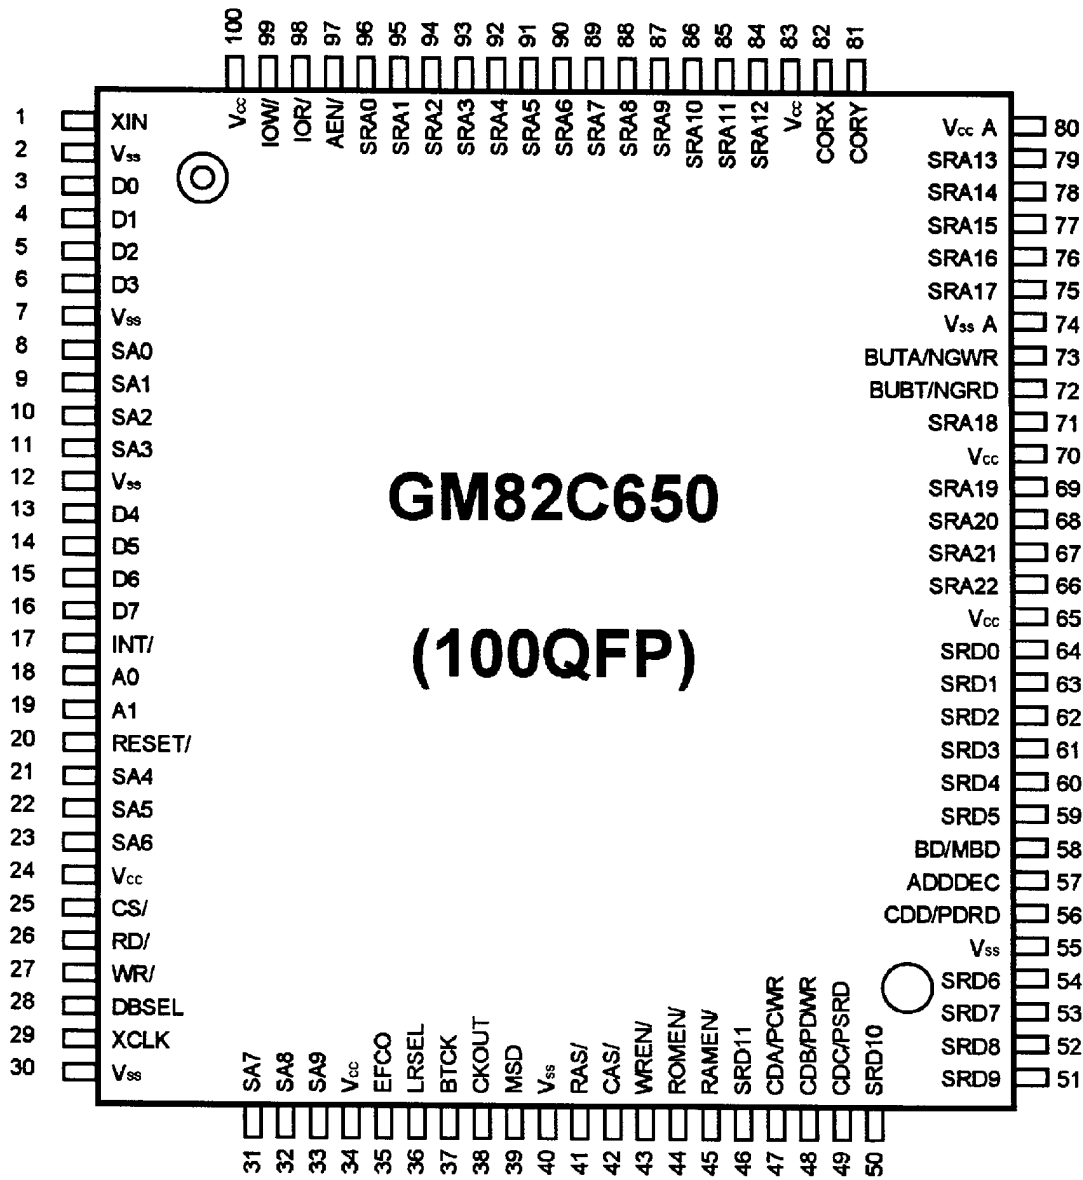 100 99 98 97 96 95 94 93 92 91 90 89 88 87 86 85 84 83 82 81
Vcc IOW/ IOR/ AEN/ SRA0 SRA1 SRA2 SRA3 SRA4 SRA5 SRA6 SRA7 SRA8 SRA9 SRA10 SRA11 SRA12 Vcc CORX CORY
1 XIN
2 Vss
3 D0
4 D1
5 D2
6 D3
7 Vss
8 SA0
9 SA1
10 SA2
11 SA3
12 Vss
13 D4
14 D5
15 D6
16 D7
17 INT/
18 A0
19 A1
20 RESET/
21 SA4
22 SA5
23 SA6
24 Vcc
25 CS/
26 RD/
27 WR/
28 DBSEL
29 XCLK
30 Vss
GM82C650
(100QFP)
Vcc A 80
SRA13 79
SRA14 78
SRA15 77
SRA16 76
SRA17 75
Vss A 74
BUTA/NGWR 73
BUBT/NGRD 72
SRA18 71
Vcc 70
SRA19 69
SRA20 68
SRA21 67
SRA22 66
Vcc 65
SRD0 64
SRD1 63
SRD2 62
SRD3 61
SRD4 60
SRD5 59
BD/MBD 58
ADDDEC 57
CDD/PDRD 56
Vss 55
SRD6 54
SRD7 53
SRD8 52
SRD9 51
SA7 SA8 SA9 Vcc EFCO LRSEL BTCK CKOUT MSD Vss RAS/ CAS/ WREN/ ROMEN/ RAMEN/ SRD11 CDA/PCWR CDB/PDWR CDC/PSRD SRD10
31 32 33 34 35 36 37 38 39 40 41 42 43 44 45 46 47 48 49 50